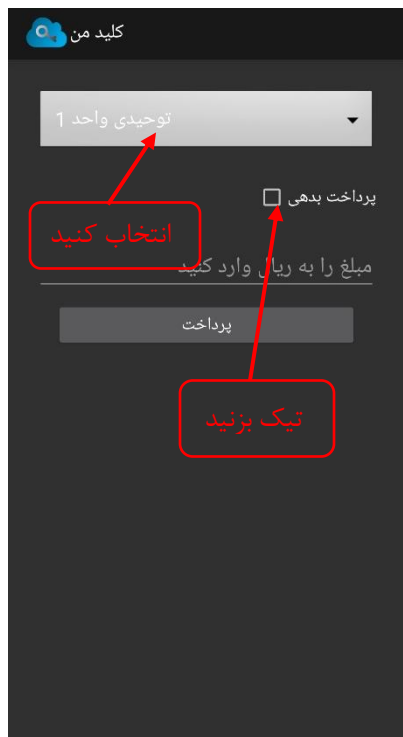 کلید من
توحیدی واحد 1
پرداخت بدهی
انتخاب کنید
مبلغ را به ریال وارد کنید
پرداخت
تیک بزنید